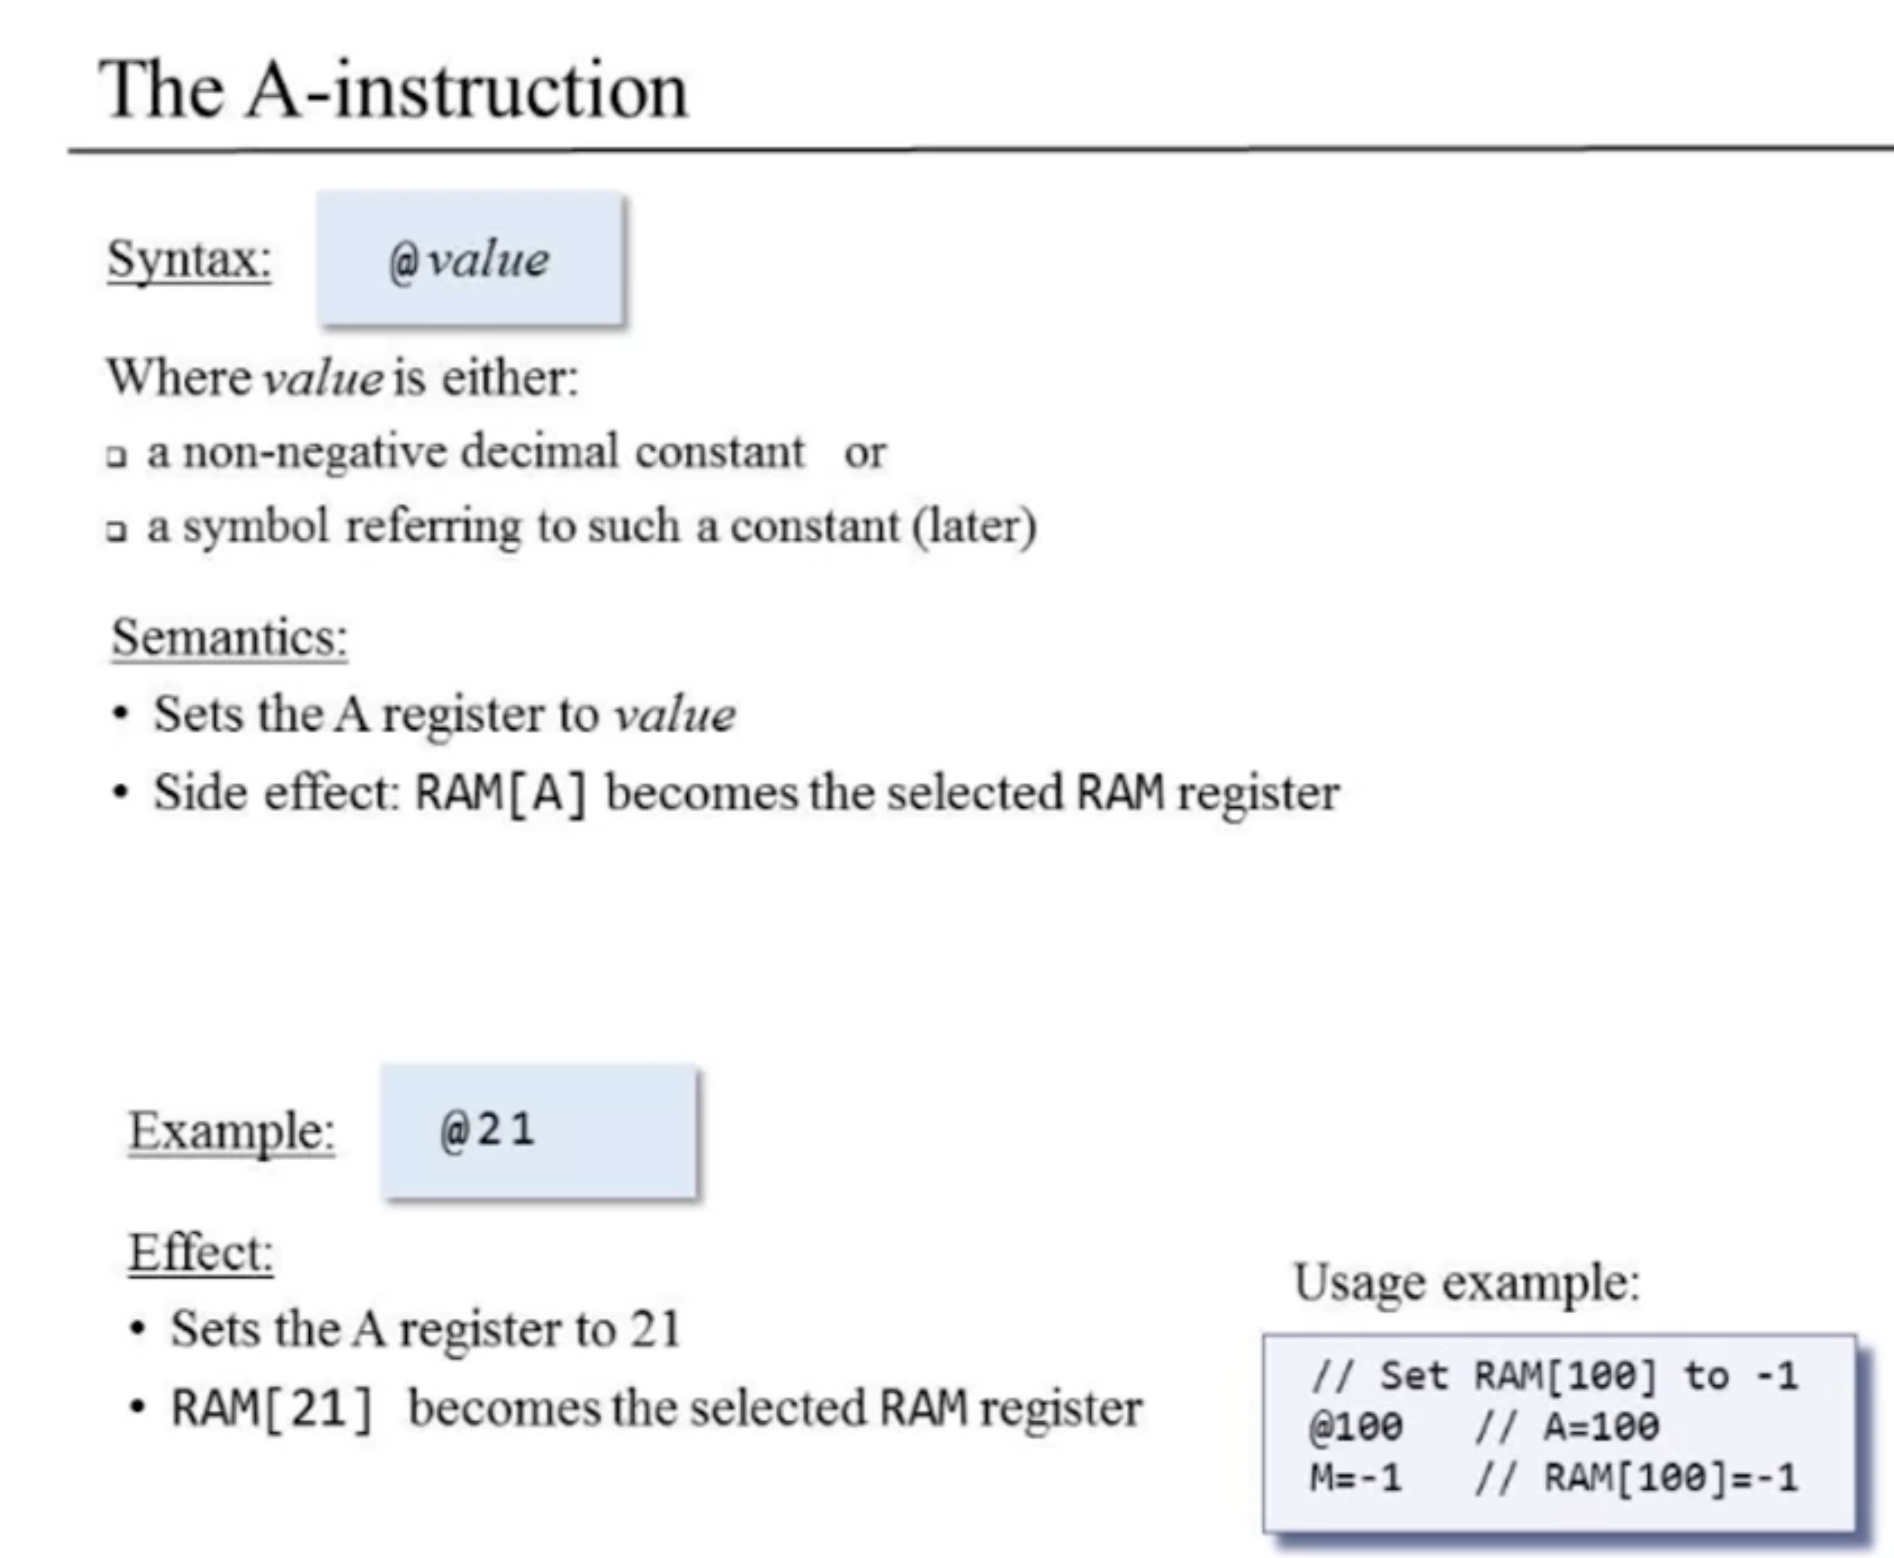 The A-instruction
Syntax: @value
Where value is either:
❑ a non-negative decimal constant or
❑ a symbol referring to such a constant (later)
Semantics:
• Sets the A register to value
• Side effect: RAM[A] becomes the selected RAM register
Example: @21
Effect:
• Sets the A register to 21
• RAM[21] becomes the selected RAM register
Usage example:
// Set RAM[100] to -1
@100 // A=100
M=-1 // RAM[100]=-1